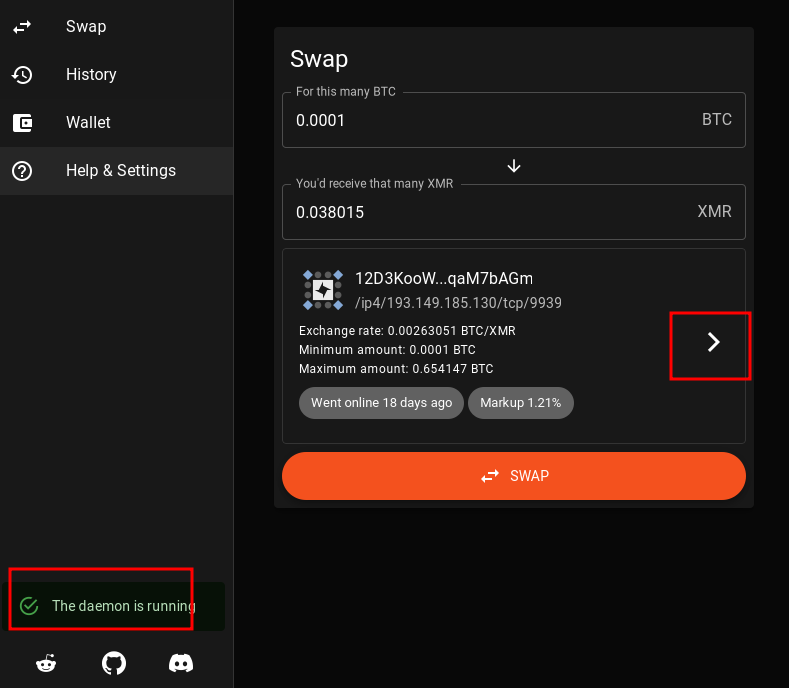 Swap
History
Wallet
Help & Settings
The daemon is running
Swap
For this many BTC
0.0001 BTC
You'd receive that many XMR
0.038015 XMR
12D3KooW...qaM7bAGm
/ip4/193.149.185.130/tcp/9939
Exchange rate: 0.00263051 BTC/XMR
Minimum amount: 0.0001 BTC
Maximum amount: 0.654147 BTC
Went online 18 days ago Markup 1.21%
SWAP